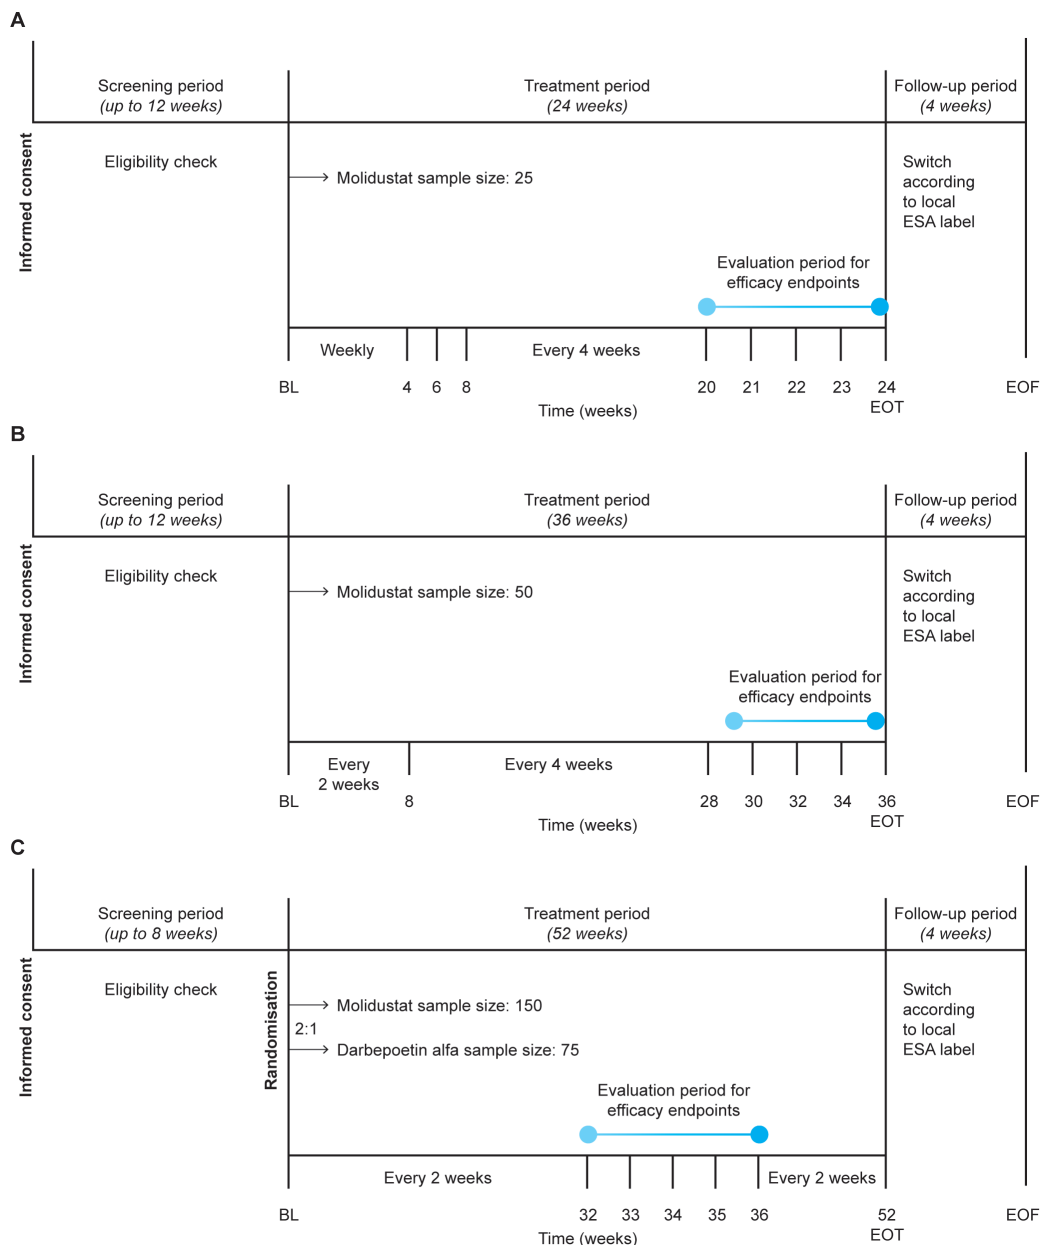 A
Screening period
(up to 12 weeks)
Treatment period
(24 weeks)
Follow-up period
(4 weeks)
Informed consent
Eligibility check
Molidustat sample size: 25
Switch
according
to local
ESA label
Evaluation period for
efficacy endpoints
Weekly
Every 4 weeks
BL
4
6
8
20
21
22
23
24
EOT
EOF
Time (weeks)
B
Screening period
(up to 12 weeks)
Treatment period
(36 weeks)
Follow-up period
(4 weeks)
Informed consent
Eligibility check
Molidustat sample size: 50
Switch
according
to local
ESA label
Evaluation period for
efficacy endpoints
Every
2 weeks
Every 4 weeks
BL
8
28
30
32
34
36
EOT
EOF
Time (weeks)
C
Screening period
(up to 8 weeks)
Treatment period
(52 weeks)
Follow-up period
(4 weeks)
Informed consent
Eligibility check
Randomisation
Molidustat sample size: 150
2:1
Darbepoetin alfa sample size: 75
Switch
according
to local
ESA label
Evaluation period for
efficacy endpoints
Every 2 weeks
Every 2 weeks
BL
32
33
34
35
36
52
EOT
EOF
Time (weeks)